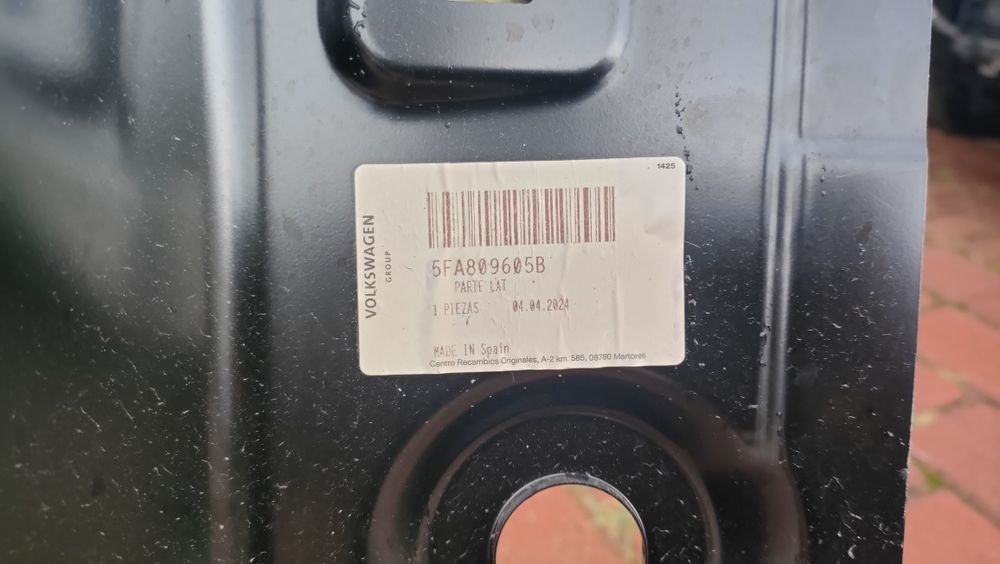 1425
VOLKSWAGEN
GROUP
5FA809605B
PARTE LAT
1 PIEZAS 04.04.2024
MADE IN Spain
Centro Recambios Originales, A-2 km. 585, 08760 Martorell